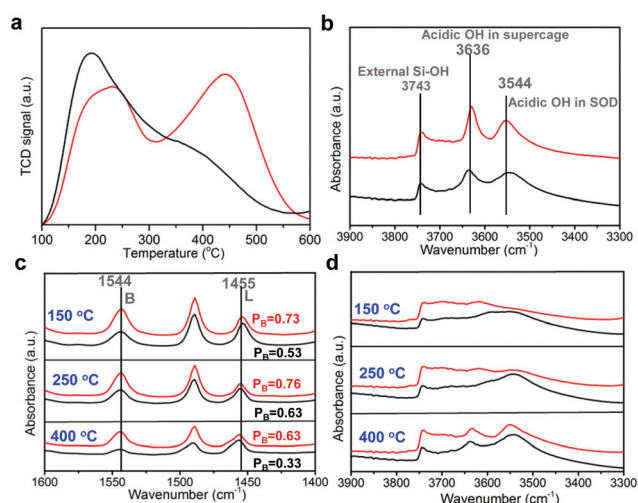 a
TCD signal (a.u.)
100 200 300 400 500 600
Temperature (°C)
b
Acidic OH in supercage
3636
External Si-OH
3743
3544
Acidic OH in SOD
Absorbance (a.u.)
3900 3800 3700 3600 3500 3400 3300
Wavenumber (cm⁻¹)
c
1544
B
1455
L
150 °C
P_B=0.73
P_B=0.53
250 °C
P_B=0.76
P_B=0.63
400 °C
P_B=0.63
P_B=0.33
Absorbance (a.u.)
1600 1550 1500 1450 1400
Wavenumber (cm⁻¹)
d
150 °C
250 °C
400 °C
Absorbance (a.u.)
3900 3800 3700 3600 3500 3400 3300
Wavenumber (cm⁻¹)